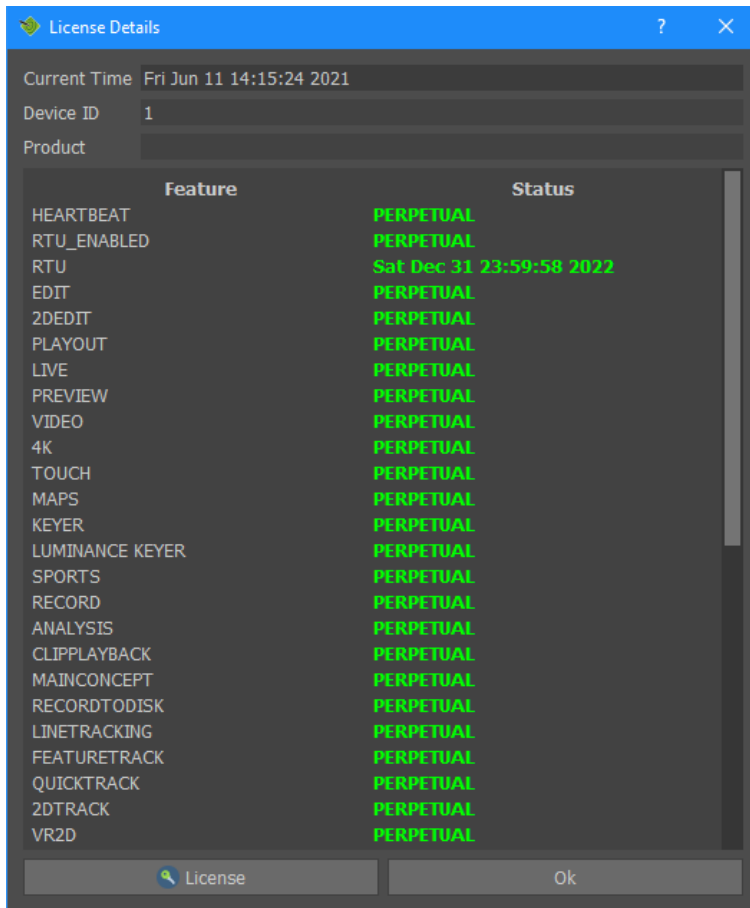 License Details
Current Time Fri Jun 11 14:15:24 2021
Device ID 1
Product
Feature Status
HEARTBEAT PERPETUAL
RTU_ENABLED PERPETUAL
RTU Sat Dec 31 23:59:58 2022
EDIT PERPETUAL
2DEDIT PERPETUAL
PLAYOUT PERPETUAL
LIVE PERPETUAL
PREVIEW PERPETUAL
VIDEO PERPETUAL
4K PERPETUAL
TOUCH PERPETUAL
MAPS PERPETUAL
KEYER PERPETUAL
LUMINANCE KEYER PERPETUAL
SPORTS PERPETUAL
RECORD PERPETUAL
ANALYSIS PERPETUAL
CLIPPLAYBACK PERPETUAL
MAINCONCEPT PERPETUAL
RECORDTODISK PERPETUAL
LINETRACKING PERPETUAL
FEATURETRACK PERPETUAL
QUICKTRACK PERPETUAL
2DTRACK PERPETUAL
VR2D PERPETUAL
License Ok